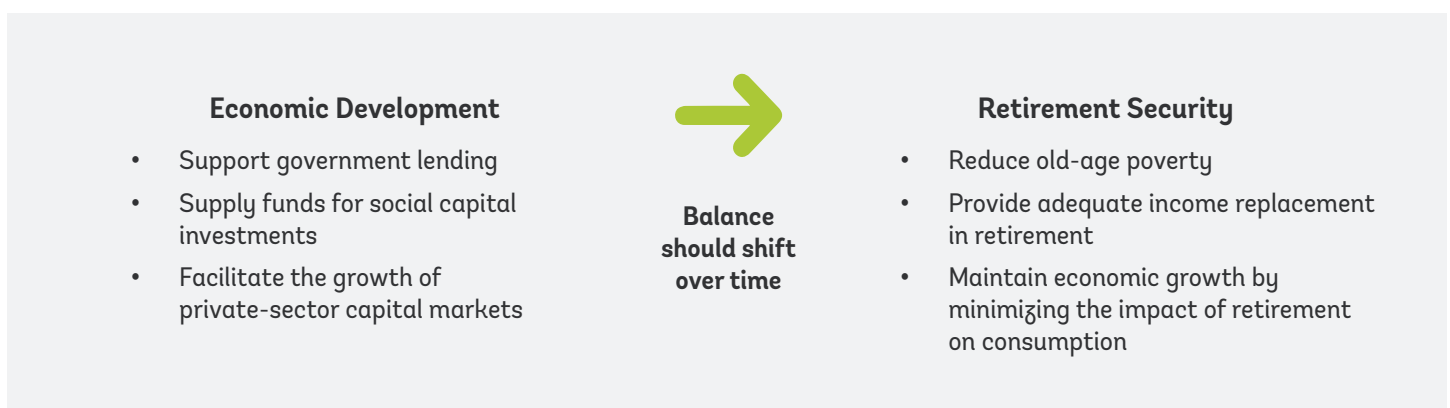 Economic Development
• Support government lending
• Supply funds for social capital
investments
• Facilitate the growth of
private-sector capital markets
Balance
should shift
over time
Retirement Security
• Reduce old-age poverty
• Provide adequate income replacement
in retirement
• Maintain economic growth by
minimizing the impact of retirement
on consumption